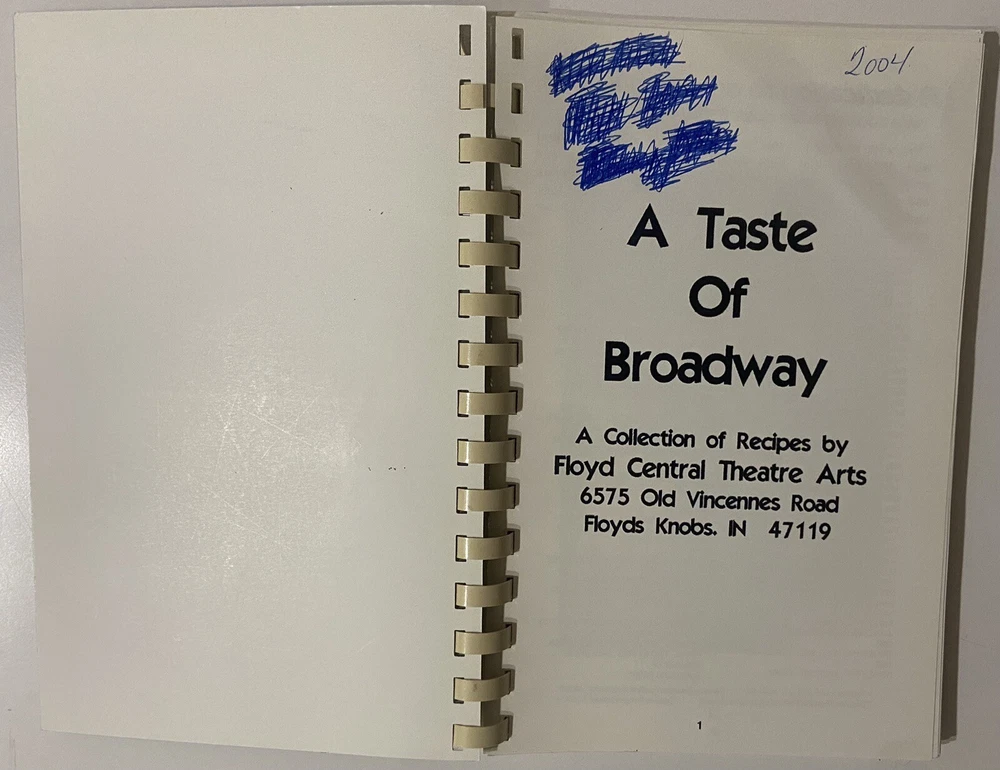 2004
A Taste
Of
Broadway
A Collection of Recipes by
Floyd Central Theatre Arts
6575 Old Vincennes Road
Floyds Knobs, IN 47119
1